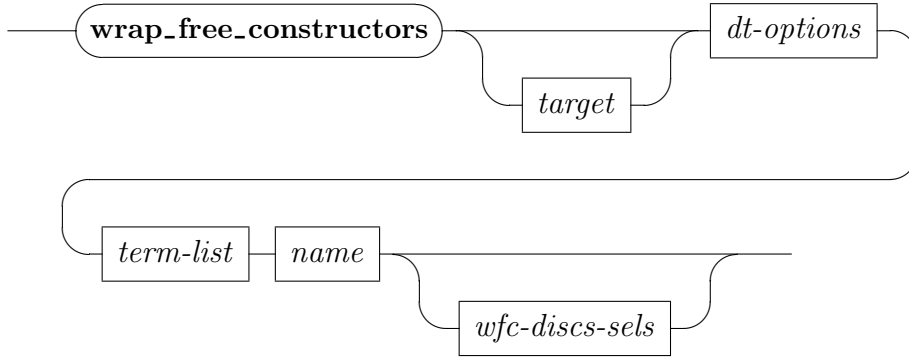 wrap_free_constructors dt-options
target
term-list name
wfc-discs-sels